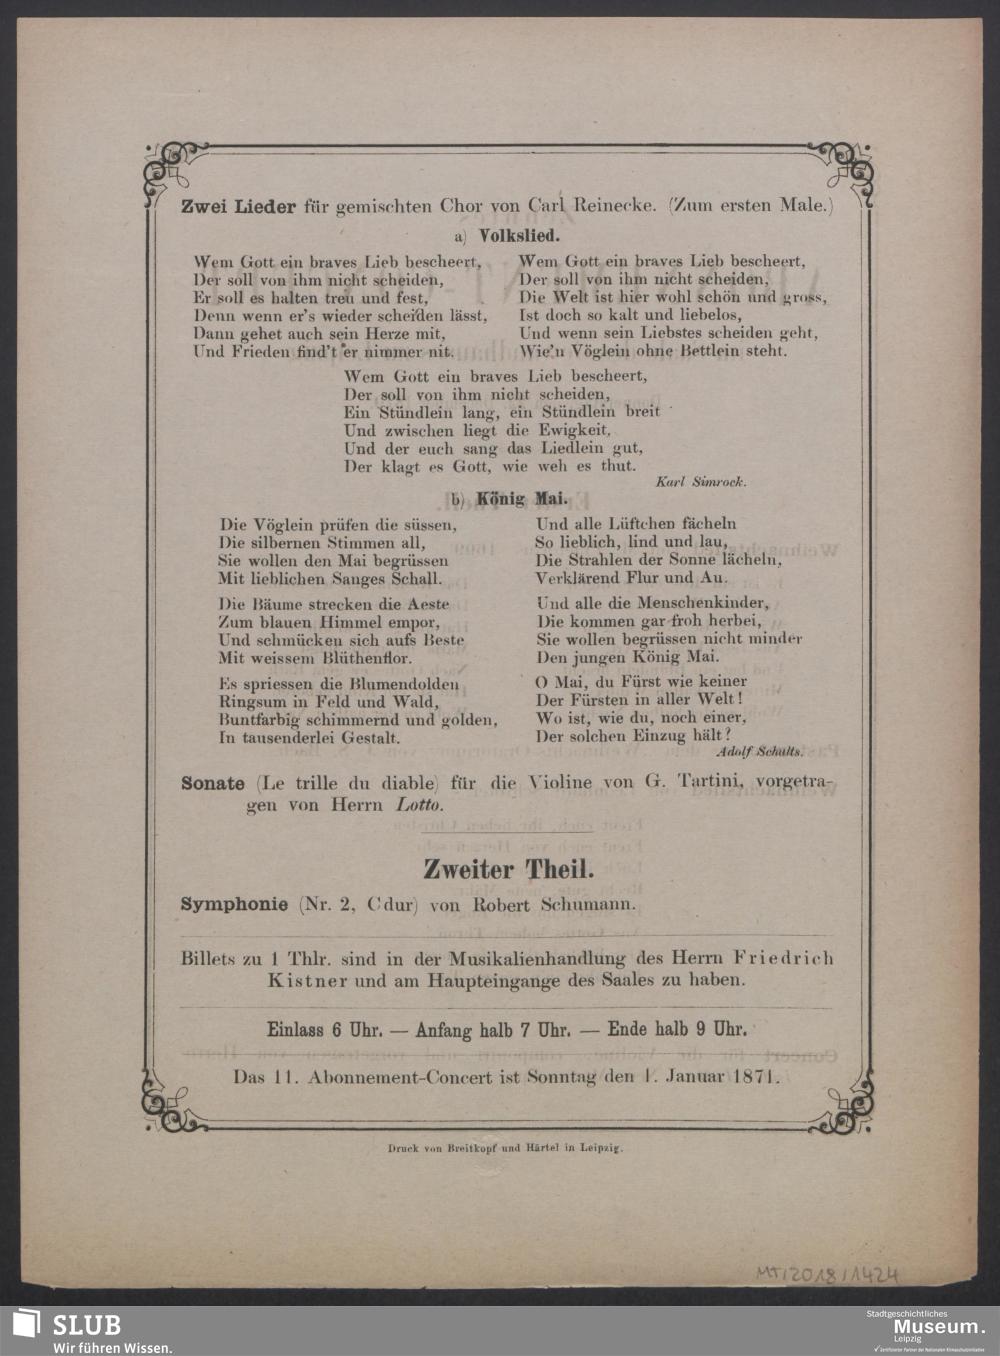 Zwei Lieder für gemischten Chor von Carl Reinecke. (Zum ersten Male.)
a) Volkslied.
Wem Gott ein braves Lieb bescheert,
Der soll von ihm nicht scheiden,
Er soll es halten treu und fest,
Denn wenn er's wieder scheiden lässt,
Dann gehet auch sein Herze mit,
Und Frieden find't er nimmer nit.
Wem Gott ein braves Lieb bescheert,
Der soll von ihm nicht scheiden,
Die Welt ist hier wohl schön und gross,
Ist doch so kalt und liebelos,
Und wenn sein Liebstes scheiden geht,
Wie'n Vöglein ohne Bettlein steht.
Wem Gott ein braves Lieb bescheert,
Der soll von ihm nicht scheiden,
Ein Stündlein lang, ein Stündlein breit
Und zwischen liegt die Ewigkeit,
Und der euch sang das Liedlein gut,
Der klagt es Gott, wie weh es thut.
Karl Simrock.
b) König Mai.
Die Vöglein prüfen die süssen,
Die silbernen Stimmen all,
Sie wollen den Mai begrüssen
Mit lieblichen Sanges Schall.
Die Bäume strecken die Aeste
Zum blauen Himmel empor,
Und schmücken sich aufs Beste
Mit weissem Blüthenflor.
Es spriessen die Blumendolden
Ringsum in Feld und Wald,
Buntfarbig schimmernd und golden,
In tausenderlei Gestalt.
Und alle Lüftchen fächeln
So lieblich, lind und lau,
Die Strahlen der Sonne lächeln,
Verklärend Flur und Au.
Und alle die Menschenkinder,
Die kommen gar froh herbei,
Sie wollen begrüssen nicht minder
Den jungen König Mai.
O Mai, du Fürst wie keiner
Der Fürsten in aller Welt!
Wo ist, wie du, noch einer,
Der solchen Einzug hält?
Adolf Schults.
Sonate (Le trille du diable) für die Violine von G. Tartini, vorgetra-
gen von Herrn Lotto.
Zweiter Theil.
Symphonie (Nr. 2, Cdur) von Robert Schumann.
Billets zu 1 Thlr. sind in der Musikalienhandlung des Herrn Friedrich
Kistner und am Haupteingange des Saales zu haben.
Einlass 6 Uhr. — Anfang halb 7 Uhr. — Ende halb 9 Uhr.
Das 11. Abonnement-Concert ist Sonntag den 1. Januar 1871.
Druck von Breitkopf und Härtel in Leipzig.
MT/2018/1424
SLUB
Wir führen Wissen.
Stadtgeschichtliches
Museum.
Leipzig
Zertifizierter Partner der Nationalen Klimaschutzinitiative